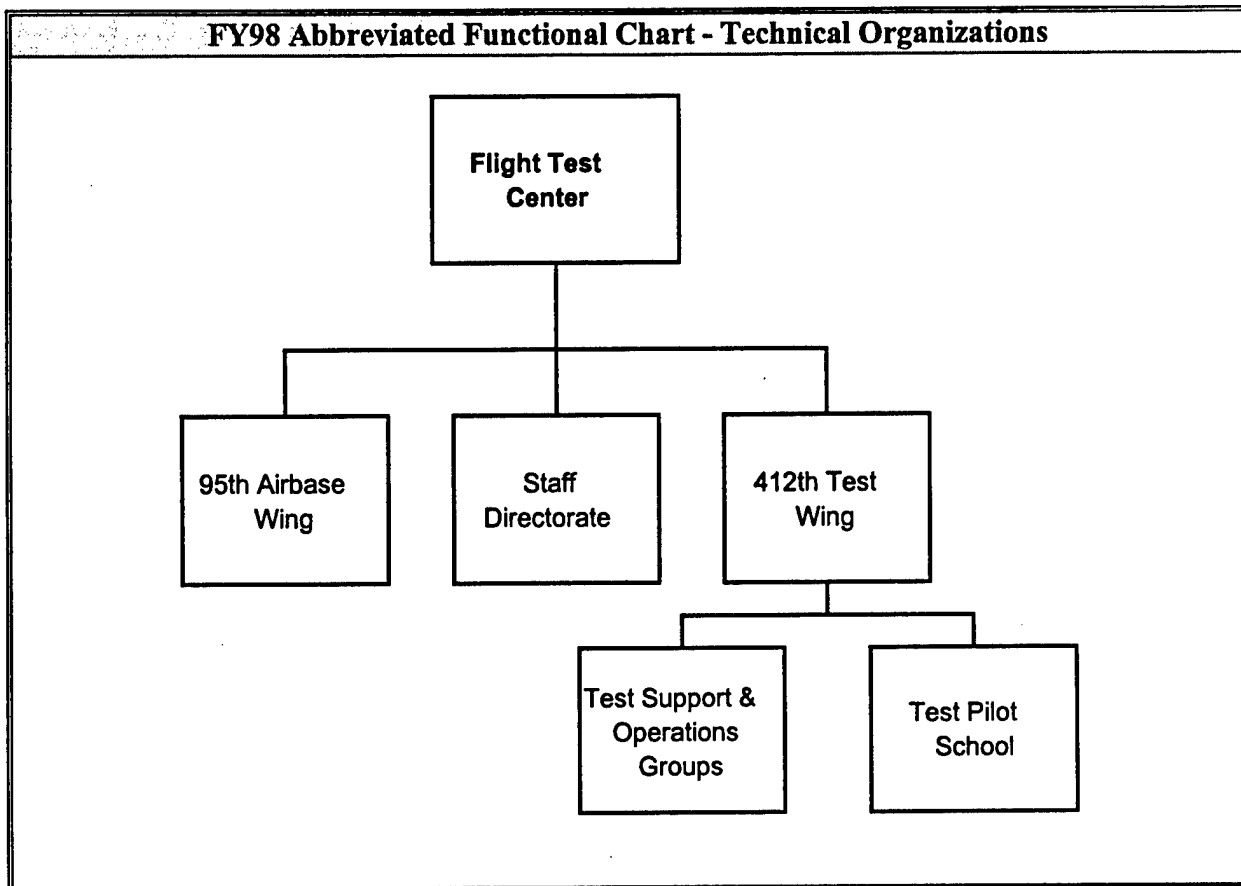 FY98 Abbreviated Functional Chart - Technical Organizations
Flight Test
Center
95th Airbase
Wing
Staff
Directorate
412th Test
Wing
Test Support &
Operations
Groups
Test Pilot
School